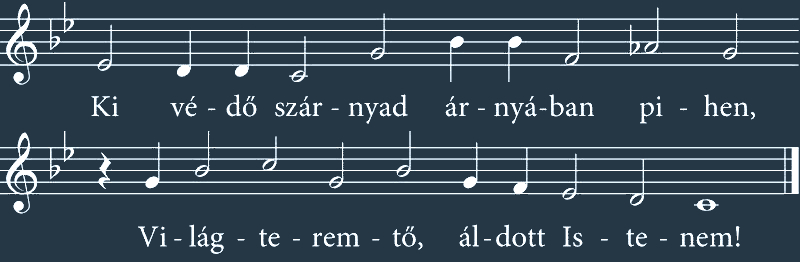 Ki vé - dő szár - nyad ár - nyá-ban pi - hen,
Vi - lág - te - rem - tő, ál - dott Is - te - nem!